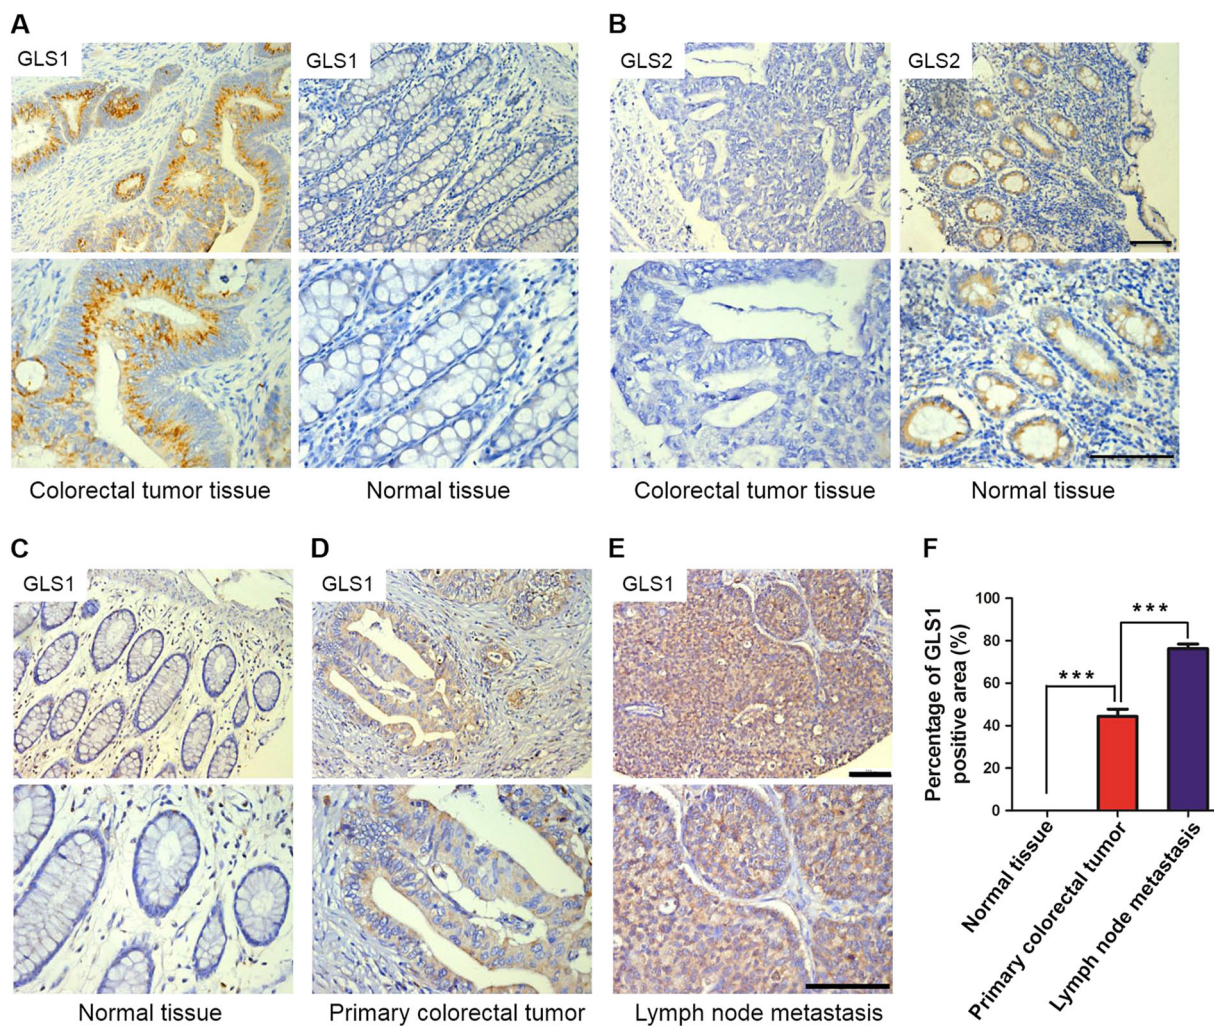 A
B
GLS1
GLS1
GLS2
GLS2
Colorectal tumor tissue
Normal tissue
Colorectal tumor tissue
Normal tissue
C
D
E
F
GLS1
GLS1
GLS1
Normal tissue
Primary colorectal tumor
Lymph node metastasis
Percentage of GLS1
positive area (%)
100
80
60
40
20
0
***
***
Normal tissue
Primary colorectal tumor
Lymph node metastasis